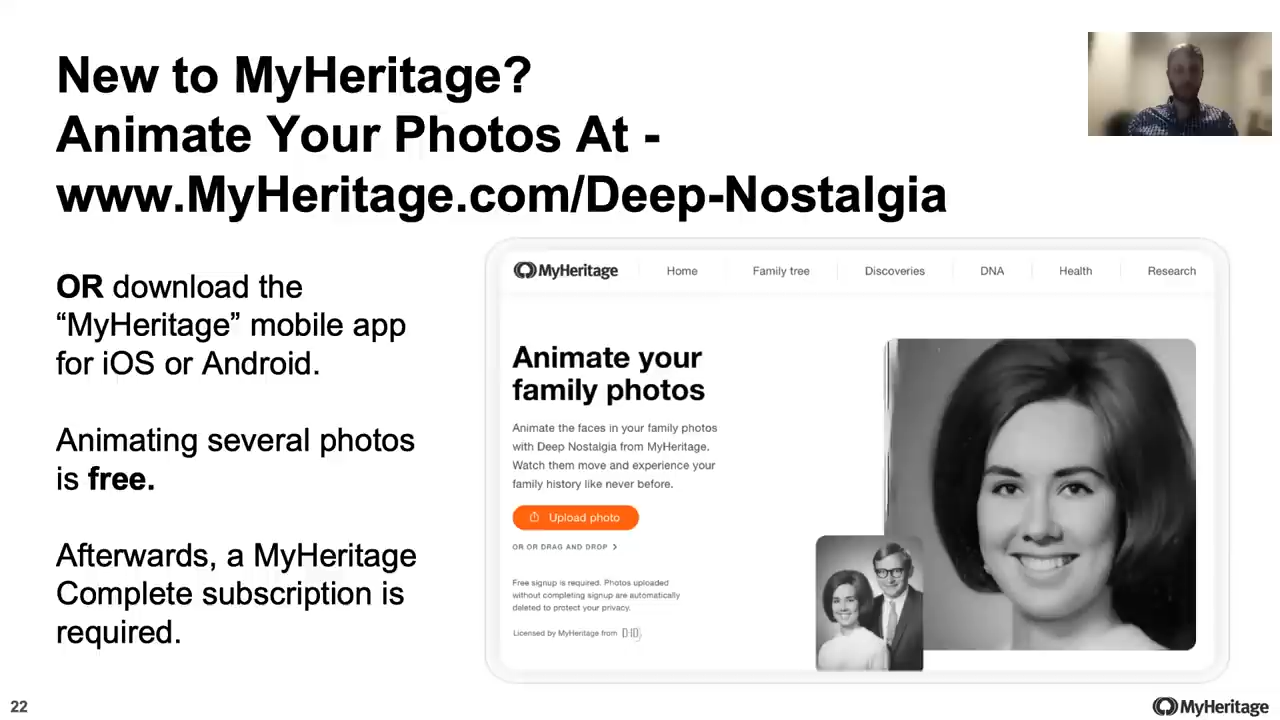 New to MyHeritage?
Animate Your Photos At -
www.MyHeritage.com/Deep-Nostalgia
OR download the
“MyHeritage” mobile app
for iOS or Android.
Animating several photos
is free.
Afterwards, a MyHeritage
Complete subscription is
required.
MyHeritage Home Family tree Discoveries DNA Health Research
Animate your
family photos
Animate the faces in your family photos
with Deep Nostalgia from MyHeritage.
Watch them move and experience your
family history like never before.
Upload photo
OR OR DRAG AND DROP >
Free signup is required. Photos uploaded
without completing signup are automatically
deleted to protect your privacy.
Licensed by MyHeritage from D-ID
22
MyHeritage